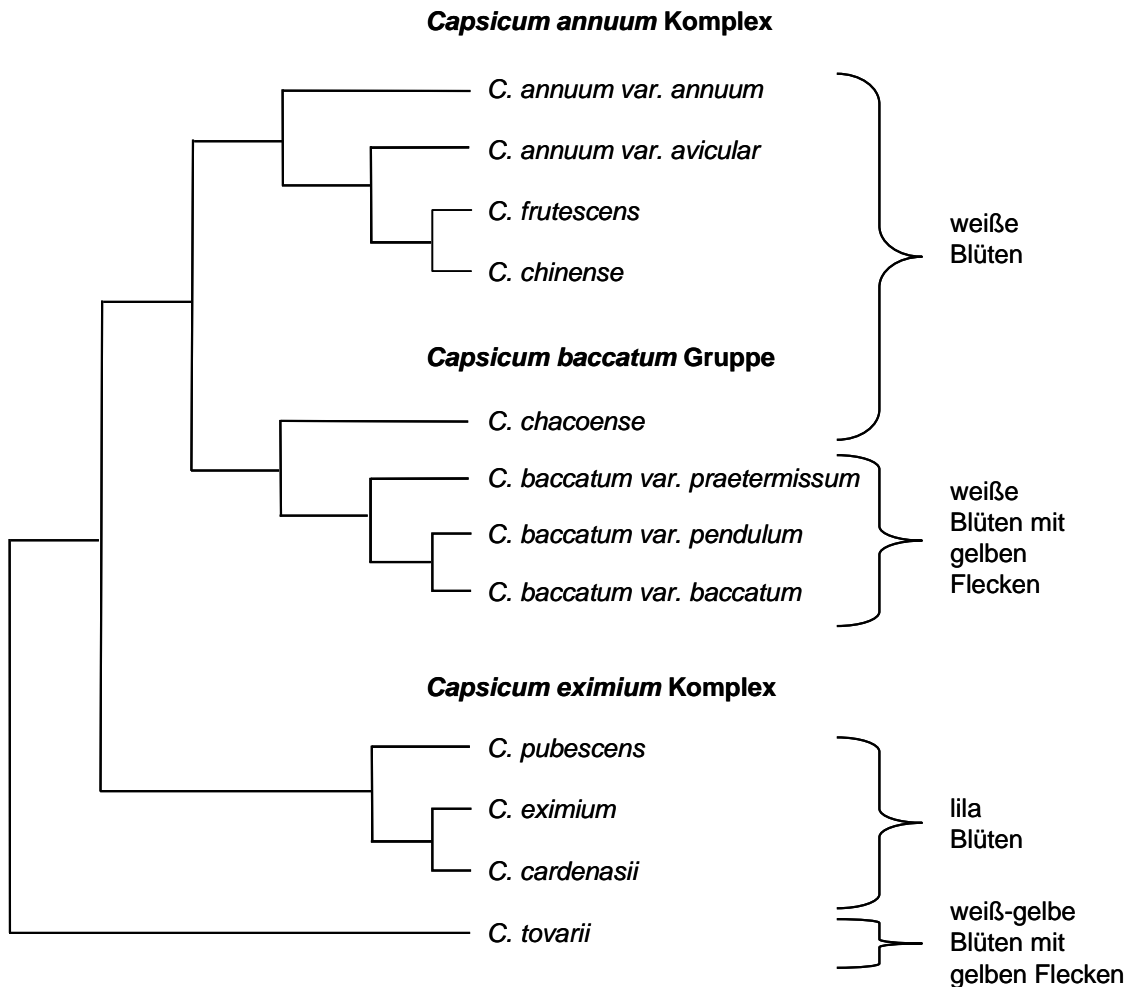 Capsicum annuum Komplex
C. annuum var. annuum
C. annuum var. avicular
C. frutescens
C. chinense
weiße
Blüten
Capsicum baccatum Gruppe
C. chacoense
C. baccatum var. praetermissum
C. baccatum var. pendulum
C. baccatum var. baccatum
weiße
Blüten mit
gelben
Flecken
Capsicum eximium Komplex
C. pubescens
C. eximium
C. cardenasii
lila
Blüten
C. tovarii
weiß-gelbe
Blüten mit
gelben Flecken